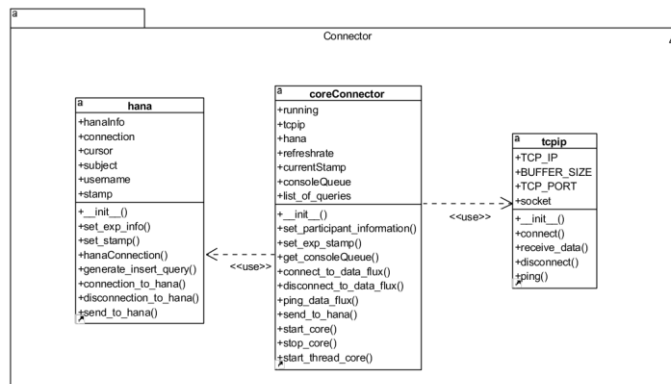 a
Connector
a
hana
+hanaInfo
+connection
+cursor
+subject
+username
+stamp
+__init__()
+set_exp_info()
+set_stamp()
+hanaConnection()
+generate_insert_query()
+connection_to_hana()
+disconnection_to_hana()
+send_to_hana()
<<use>>
a
coreConnector
+running
+tcpip
+hana
+refreshrate
+currentStamp
+consoleQueue
+list_of_queries
+__init__()
+set_participant_information()
+set_exp_stamp()
+get_consoleQueue()
+connect_to_data_flux()
+disconnect_to_data_flux()
+ping_data_flux()
+send_to_hana()
+start_core()
+stop_core()
+start_thread_core()
<<use>>
a
tcpip
+TCP_IP
+BUFFER_SIZE
+TCP_PORT
+socket
+__init__()
+connect()
+receive_data()
+disconnect()
+ping()